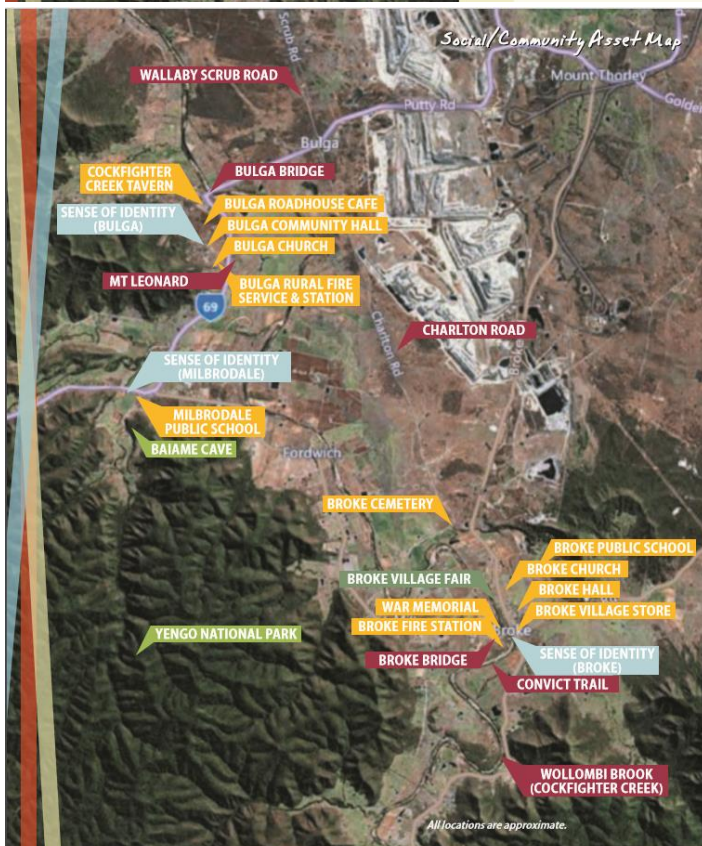 Social/Community Asset Map
Scrub Rd
WALLABY SCRUB ROAD
Mount Thorley
Putty Rd
Bulga
COCKFIGHTER
CREEK TAVERN
BULGA BRIDGE
BULGA ROADHOUSE CAFE
SENSE OF IDENTITY
(BULGA)
BULGA COMMUNITY HALL
BULGA CHURCH
MT LEONARD
BULGA RURAL FIRE
SERVICE & STATION
69
CHARLTON ROAD
Charlton Rd
SENSE OF IDENTITY
(MILBRODALE)
MILBRODALE
PUBLIC SCHOOL
BAIAME CAVE
Fordwich
BROKE CEMETERY
BROKE PUBLIC SCHOOL
BROKE CHURCH
BROKE VILLAGE FAIR
BROKE HALL
WAR MEMORIAL
BROKE VILLAGE STORE
BROKE FIRE STATION
Broke
YENGO NATIONAL PARK
BROKE BRIDGE
SENSE OF IDENTITY
(BROKE)
CONVICT TRAIL
WOLLOMBI BROOK
(COCKFIGHTER CREEK)
All locations are approximate.